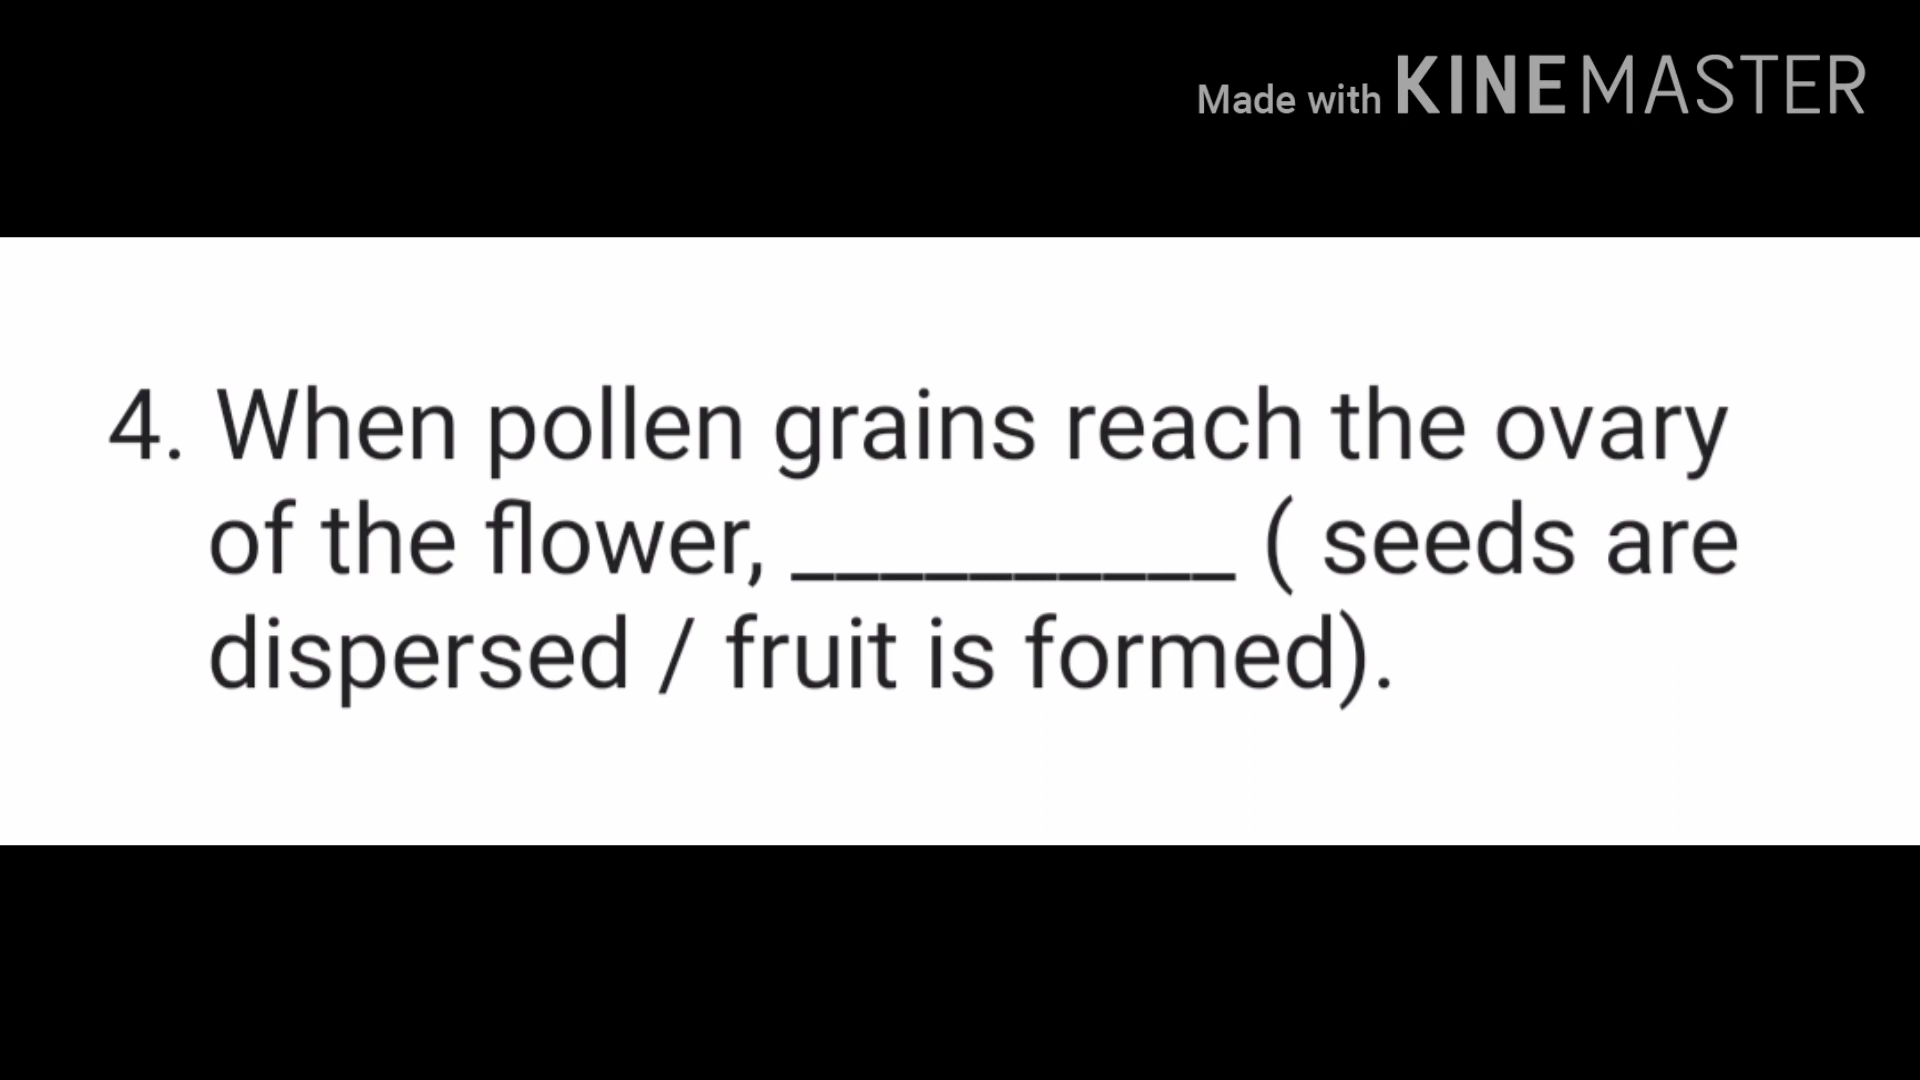 Made with KINEMASTER
4. When pollen grains reach the ovary
of the flower, __________ ( seeds are
dispersed / fruit is formed).